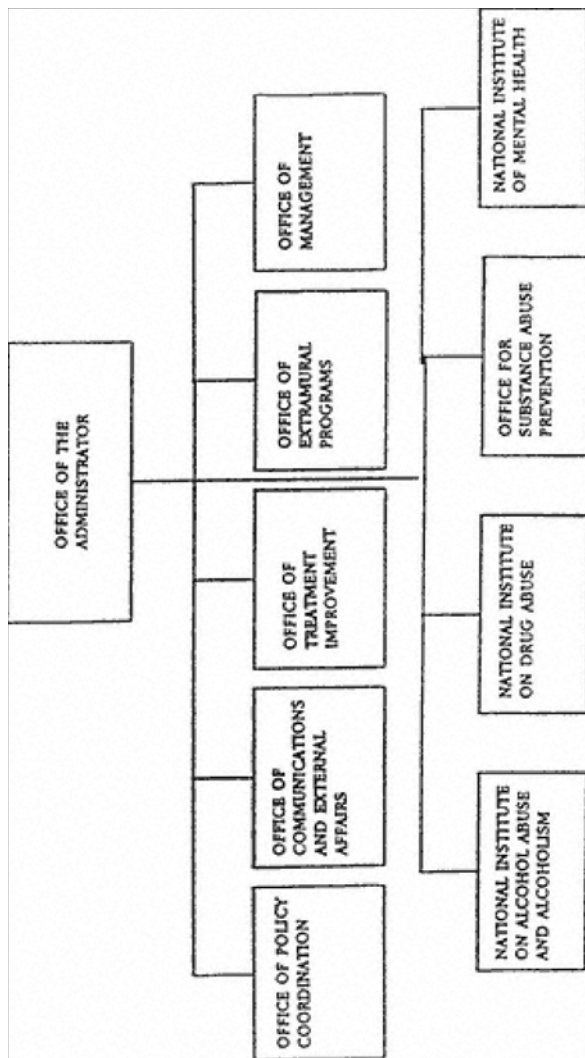 OFFICE OF THE
ADMINISTRATOR
OFFICE OF POLICY
COORDINATION
OFFICE OF
COMMUNICATIONS
AND EXTERNAL
AFFAIRS
OFFICE OF
TREATMENT
IMPROVEMENT
OFFICE OF
EXTRAMURAL
PROGRAMS
OFFICE OF
MANAGEMENT
NATIONAL INSTITUTE
ON ALCOHOL ABUSE
AND ALCOHOLISM
NATIONAL INSTITUTE
ON DRUG ABUSE
OFFICE FOR
SUBSTANCE ABUSE
PREVENTION
NATIONAL INSTITUTE
OF MENTAL HEALTH